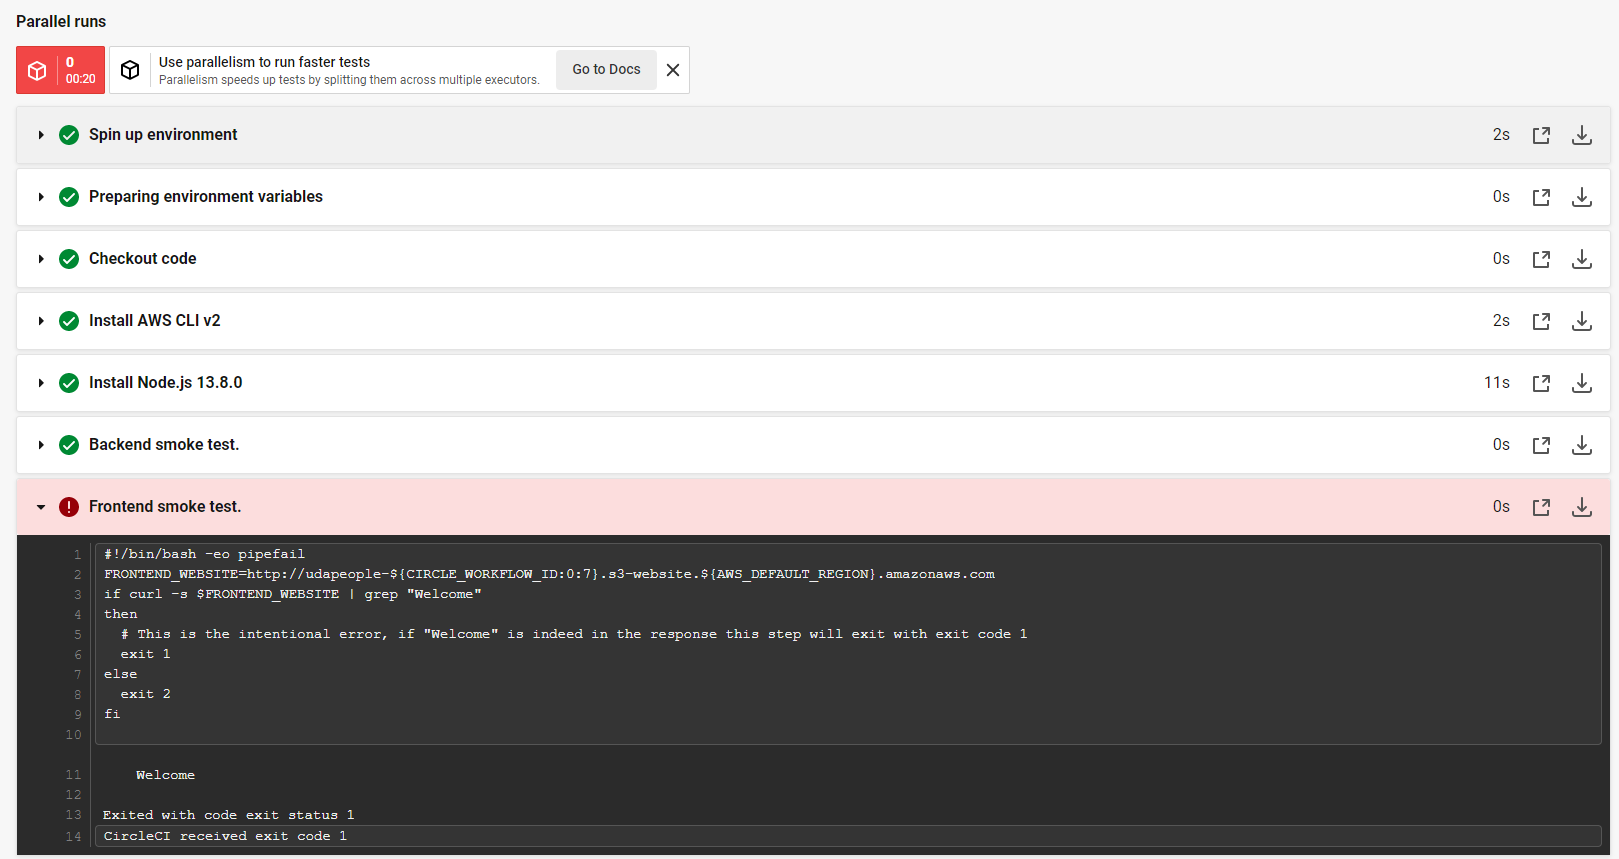 Parallel runs
0
00:20
Use parallelism to run faster tests
Parallelism speeds up tests by splitting them across multiple executors.
Go to Docs
Spin up environment 2s
Preparing environment variables 0s
Checkout code 0s
Install AWS CLI v2 2s
Install Node.js 13.8.0 11s
Backend smoke test. 0s
Frontend smoke test. 0s
1 #!/bin/bash -eo pipefail
2 FRONTEND_WEBSITE=http://udapeople-${CIRCLE_WORKFLOW_ID:0:7}.s3-website.${AWS_DEFAULT_REGION}.amazonaws.com
3 if curl -s $FRONTEND_WEBSITE | grep "Welcome"
4 then
5   # This is the intentional error, if "Welcome" is indeed in the response this step will exit with exit code 1
6   exit 1
7 else
8   exit 2
9 fi
10
11     Welcome
12
13 Exited with code exit status 1
14 CircleCI received exit code 1